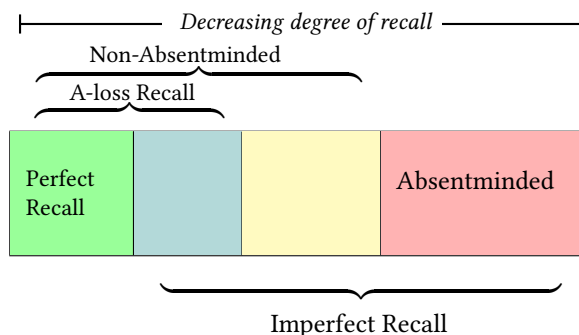 Decreasing degree of recall
Non-Absentminded
A-loss Recall
Perfect
Recall
Absentminded
Imperfect Recall